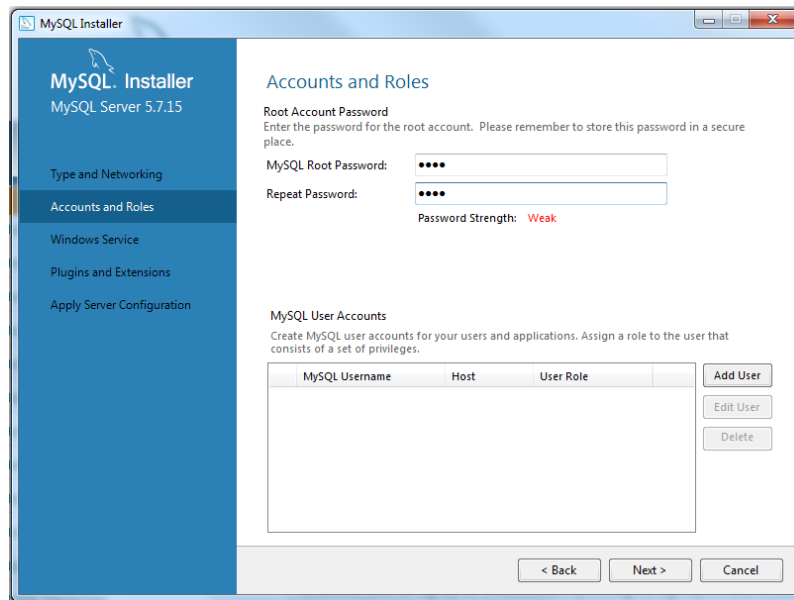 MySQL Installer
MySQL. Installer
MySQL Server 5.7.15
Type and Networking
Accounts and Roles
Windows Service
Plugins and Extensions
Apply Server Configuration
Accounts and Roles
Root Account Password
Enter the password for the root account. Please remember to store this password in a secure
place.
MySQL Root Password: ●●●●
Repeat Password: ●●●●
Password Strength: Weak
MySQL User Accounts
Create MySQL user accounts for your users and applications. Assign a role to the user that
consists of a set of privileges.
MySQL Username Host User Role
Add User
Edit User
Delete
< Back Next > Cancel